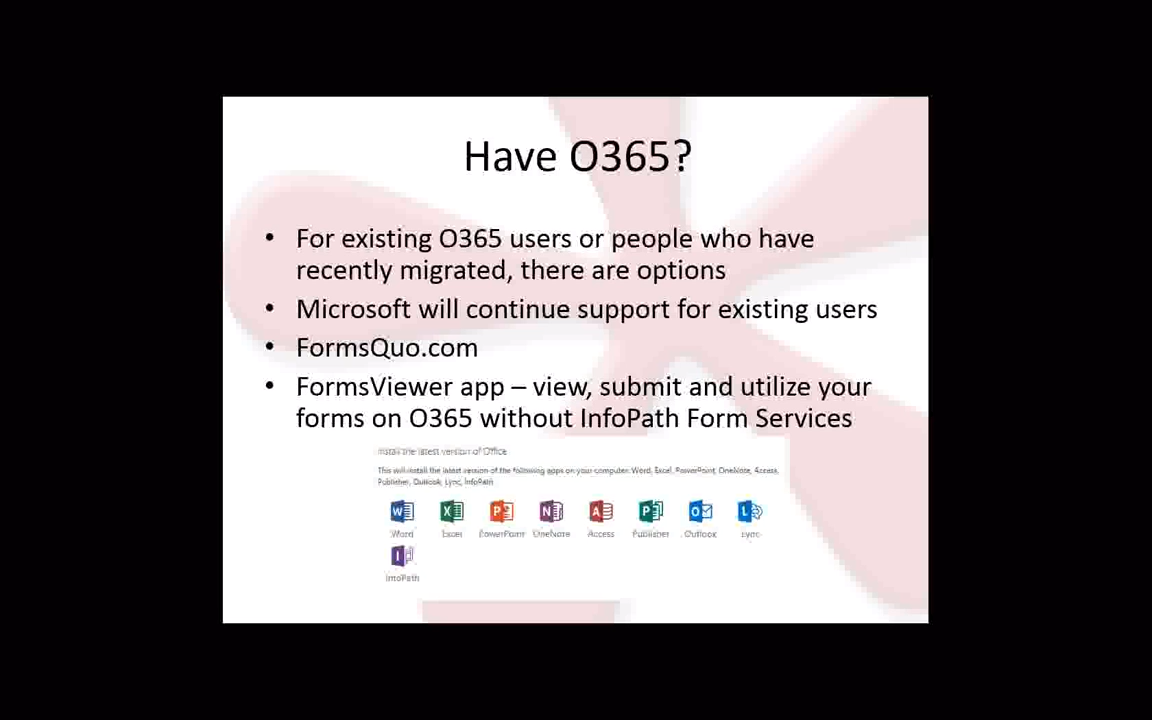 Have O365?
• For existing O365 users or people who have
recently migrated, there are options
• Microsoft will continue support for existing users
• FormsQuo.com
• FormsViewer app – view, submit and utilize your
forms on O365 without InfoPath Form Services
Install the latest version of Office
This will install the latest version of the following apps on your computer: Word, Excel, PowerPoint, OneNote, Access,
Publisher, Outlook, Lync, InfoPath
Word Excel PowerPoint OneNote Access Publisher Outlook Lync
InfoPath